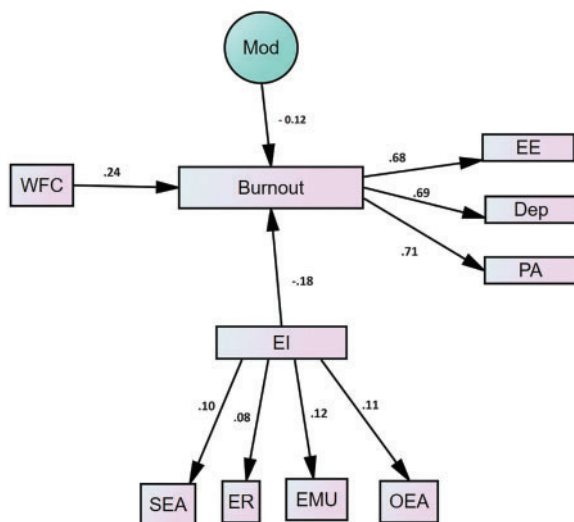 Mod
- 0.12
WFC
.24
Burnout
.68
EE
.69
Dep
.71
PA
-.18
EI
.10
.08
.12
.11
SEA
ER
EMU
OEA